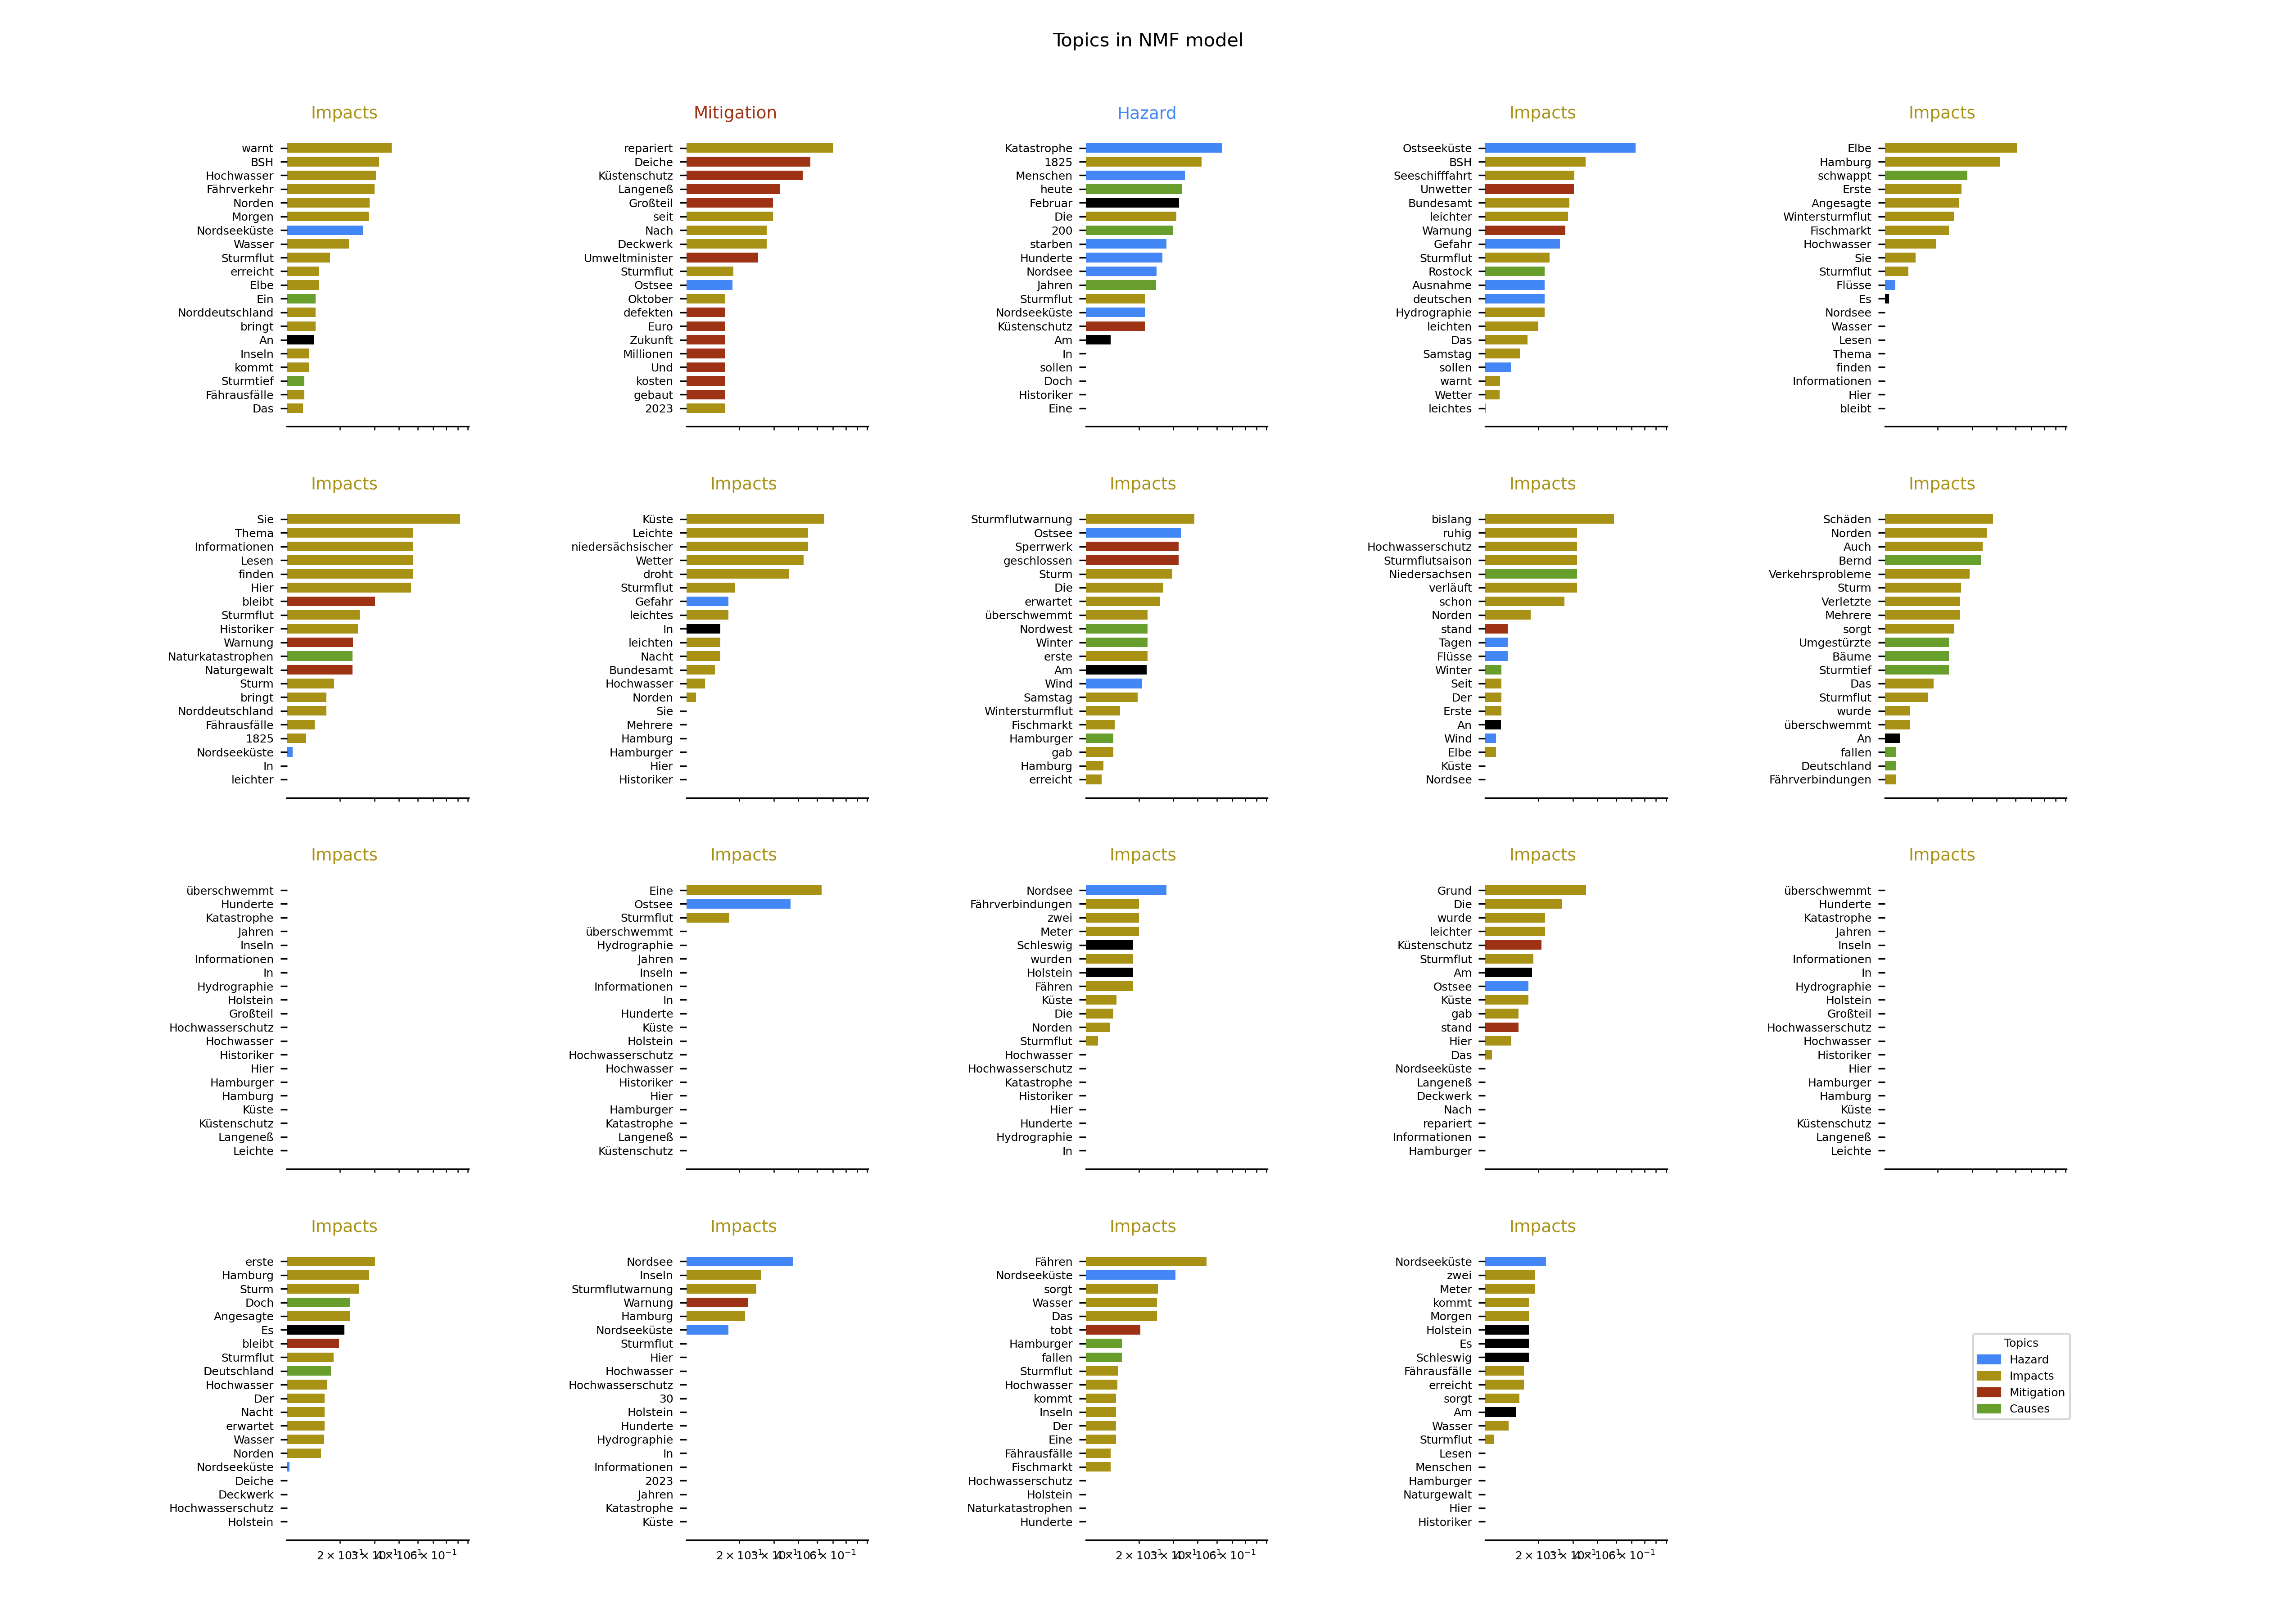 Topics in NMF model
Impacts
warnt
BSH
Hochwasser
Fährverkehr
Norden
Morgen
Nordseeküste
Wasser
Sturmflut
erreicht
Elbe
Ein
Norddeutschland
bringt
An
Inseln
kommt
Sturmtief
Fährausfälle
Das
Mitigation
repariert
Deiche
Küstenschutz
Langeneß
Großteil
seit
Nach
Deckwerk
Umweltminister
Sturmflut
Ostsee
Oktober
defekten
Euro
Zukunft
Millionen
Und
kosten
gebaut
2023
Hazard
Katastrophe
1825
Menschen
heute
Februar
Die
200
starben
Hunderte
Nordsee
Jahren
Sturmflut
Nordseeküste
Küstenschutz
Am
In
sollen
Doch
Historiker
Eine
Impacts
Ostseeküste
BSH
Seeschifffahrt
Unwetter
Bundesamt
leichter
Warnung
Gefahr
Sturmflut
Rostock
Ausnahme
deutschen
Hydrographie
leichten
Das
Samstag
sollen
warnt
Wetter
leichtes
Impacts
Elbe
Hamburg
schwappt
Erste
Angesagte
Wintersturmflut
Fischmarkt
Hochwasser
Sie
Sturmflut
Flüsse
Es
Nordsee
Wasser
Lesen
Thema
finden
Informationen
Hier
bleibt
Impacts
Sie
Thema
Informationen
Lesen
finden
Hier
bleibt
Sturmflut
Historiker
Warnung
Naturkatastrophen
Naturgewalt
Sturm
bringt
Norddeutschland
Fährausfälle
1825
Nordseeküste
In
leichter
Impacts
Küste
Leichte
niedersächsischer
Wetter
droht
Sturmflut
Gefahr
leichtes
In
leichten
Nacht
Bundesamt
Hochwasser
Norden
Sie
Mehrere
Hamburg
Hamburger
Hier
Historiker
Impacts
Sturmflutwarnung
Ostsee
Sperrwerk
geschlossen
Sturm
Die
erwartet
überschwemmt
Nordwest
Winter
erste
Am
Wind
Samstag
Wintersturmflut
Fischmarkt
Hamburger
gab
Hamburg
erreicht
Impacts
bislang
ruhig
Hochwasserschutz
Sturmflutsaison
Niedersachsen
verläuft
schon
Norden
stand
Tagen
Flüsse
Winter
Seit
Der
Erste
An
Wind
Elbe
Küste
Nordsee
Impacts
Schäden
Norden
Auch
Bernd
Verkehrsprobleme
Sturm
Verletzte
Mehrere
sorgt
Umgestürzte
Bäume
Sturmtief
Das
Sturmflut
wurde
überschwemmt
An
fallen
Deutschland
Fährverbindungen
Impacts
überschwemmt
Hunderte
Katastrophe
Jahren
Inseln
Informationen
In
Hydrographie
Holstein
Großteil
Hochwasserschutz
Hochwasser
Historiker
Hier
Hamburger
Hamburg
Küste
Küstenschutz
Langeneß
Leichte
Impacts
Eine
Ostsee
Sturmflut
überschwemmt
Hydrographie
Jahren
Inseln
Informationen
In
Hunderte
Küste
Holstein
Hochwasserschutz
Hochwasser
Historiker
Hier
Hamburger
Katastrophe
Langeneß
Küstenschutz
Impacts
Nordsee
Fährverbindungen
zwei
Meter
Schleswig
wurden
Holstein
Fähren
Küste
Die
Norden
Sturmflut
Hochwasser
Hochwasserschutz
Katastrophe
Historiker
Hier
Hunderte
Hydrographie
In
Impacts
Grund
Die
wurde
leichter
Küstenschutz
Sturmflut
Am
Ostsee
Küste
gab
stand
Hier
Das
Nordseeküste
Langeneß
Deckwerk
Nach
repariert
Informationen
Hamburger
Impacts
überschwemmt
Hunderte
Katastrophe
Jahren
Inseln
Informationen
In
Hydrographie
Holstein
Großteil
Hochwasserschutz
Hochwasser
Historiker
Hier
Hamburger
Hamburg
Küste
Küstenschutz
Langeneß
Leichte
Impacts
erste
Hamburg
Sturm
Doch
Angesagte
Es
bleibt
Sturmflut
Deutschland
Hochwasser
Der
Nacht
erwartet
Wasser
Norden
Nordseeküste
Deiche
Deckwerk
Hochwasserschutz
Holstein
Impacts
Nordsee
Inseln
Sturmflutwarnung
Warnung
Hamburg
Nordseeküste
Sturmflut
Hier
Hochwasser
Hochwasserschutz
30
Holstein
Hunderte
Hydrographie
In
Informationen
2023
Jahren
Katastrophe
Küste
Impacts
Fähren
Nordseeküste
sorgt
Wasser
Das
tobt
Hamburger
fallen
Sturmflut
Hochwasser
kommt
Inseln
Der
Eine
Fährausfälle
Fischmarkt
Hochwasserschutz
Holstein
Naturkatastrophen
Hunderte
Impacts
Nordseeküste
zwei
Meter
kommt
Morgen
Holstein
Es
Schleswig
Fährausfälle
erreicht
sorgt
Am
Wasser
Sturmflut
Lesen
Menschen
Hamburger
Naturgewalt
Hier
Historiker
Topics
Hazard
Impacts
Mitigation
Causes